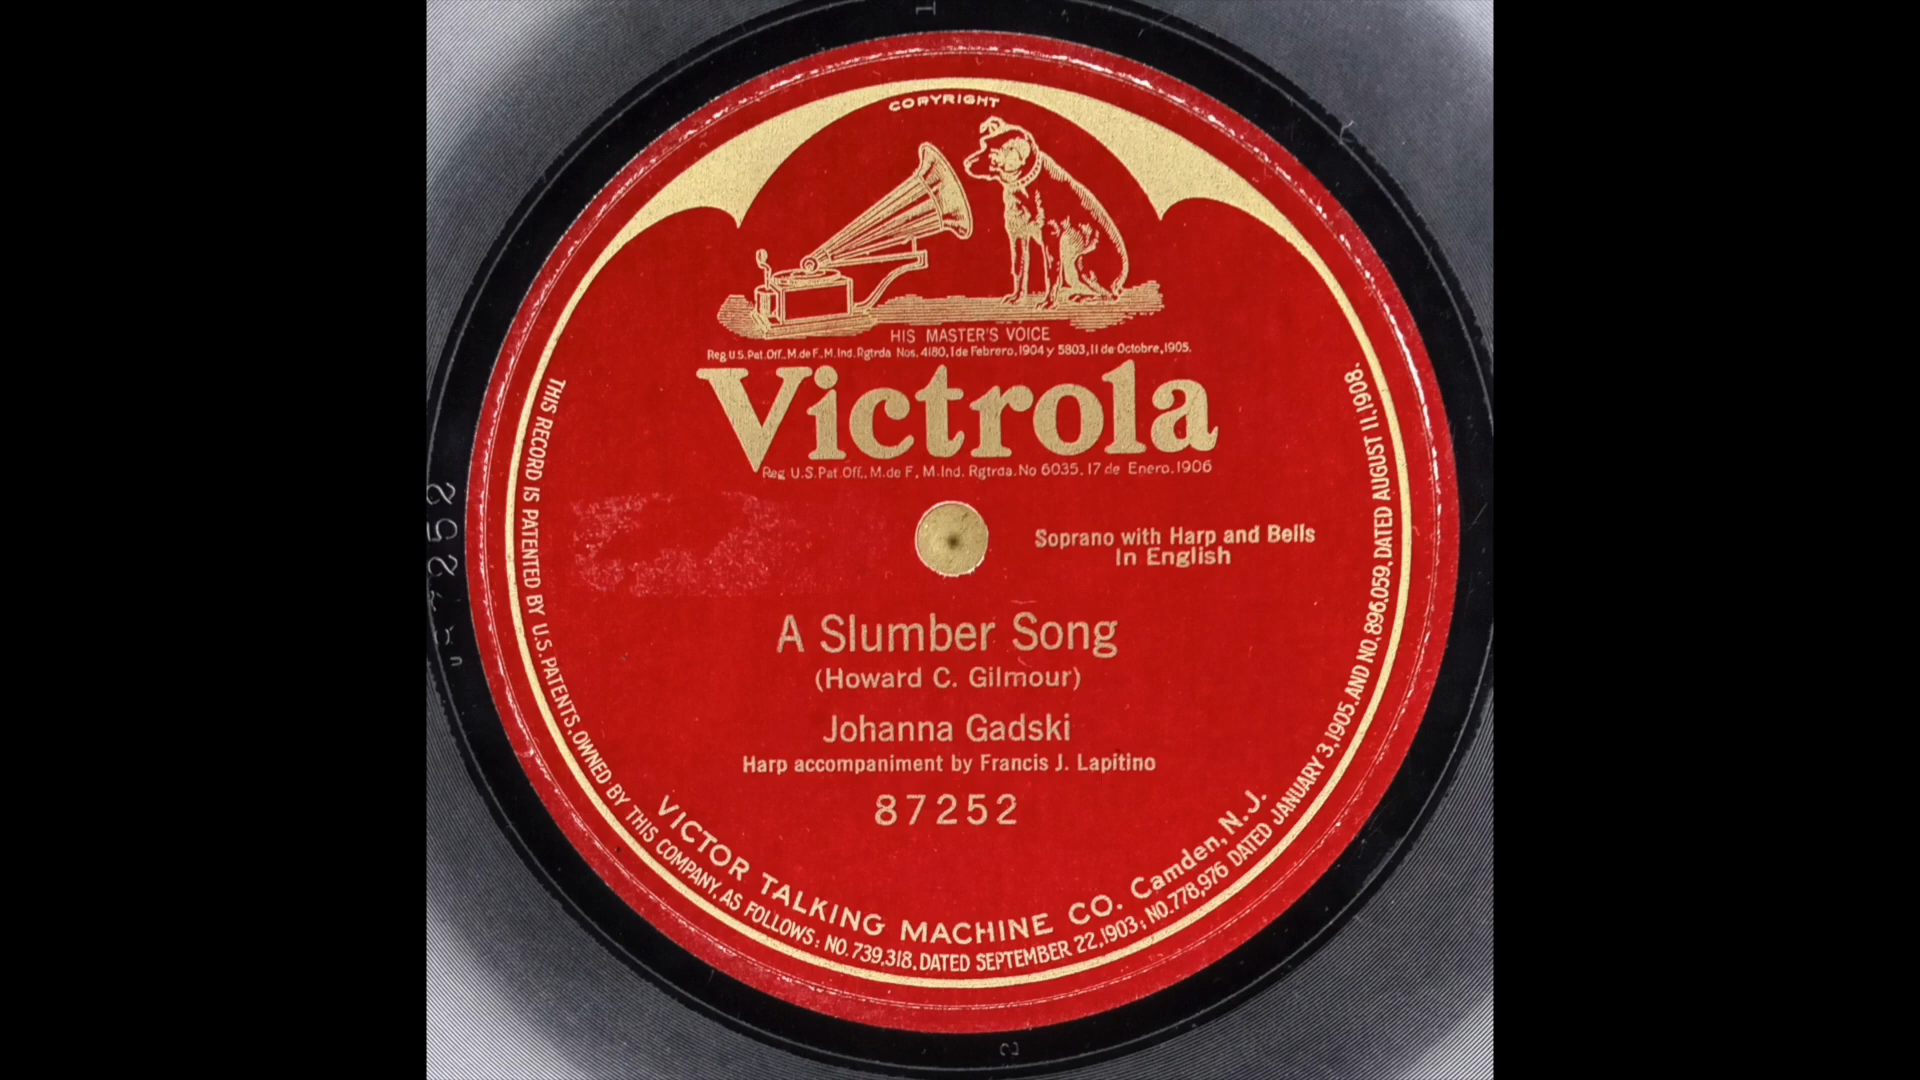 COPYRIGHT
HIS MASTER'S VOICE
Reg. U.S. Pat. Off. M. de F. M. Ind. Rgtrda Nos. 4180, 1 de Febrero, 1904 y 5803, 11 de Octobre, 1905.
Victrola
Reg. U.S. Pat. Off. M. de F. M. Ind. Rgtrda. No 6035. 17 de Enero. 1906
Soprano with Harp and Bells
In English
A Slumber Song
(Howard C. Gilmour)
Johanna Gadski
Harp accompaniment by Francis J. Lapitino
87252
VICTOR TALKING MACHINE CO. Camden, N.J.
THIS RECORD IS PATENTED BY U.S. PATENTS, OWNED BY THIS COMPANY, AS FOLLOWS: NO. 739,318. DATED SEPTEMBER 22, 1903; NO. 778,976 DATED JANUARY 3, 1905. AND NO. 896,059, DATED AUGUST 11, 1908.